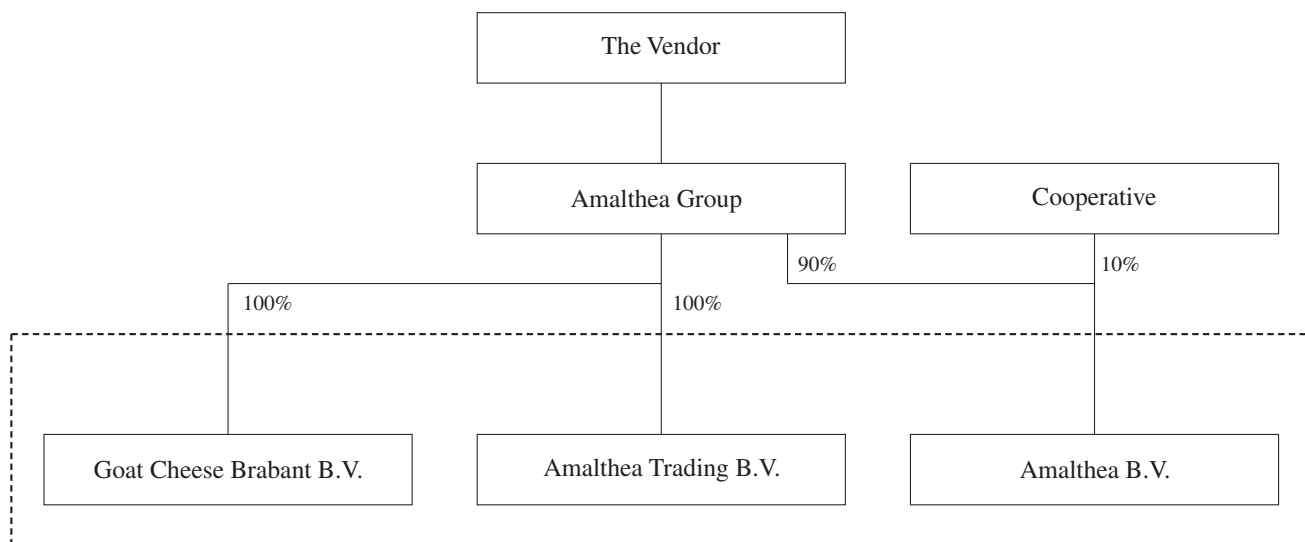 The Vendor
Amalthea Group
Cooperative
90%
10%
100%
100%
Goat Cheese Brabant B.V.
Amalthea Trading B.V.
Amalthea B.V.